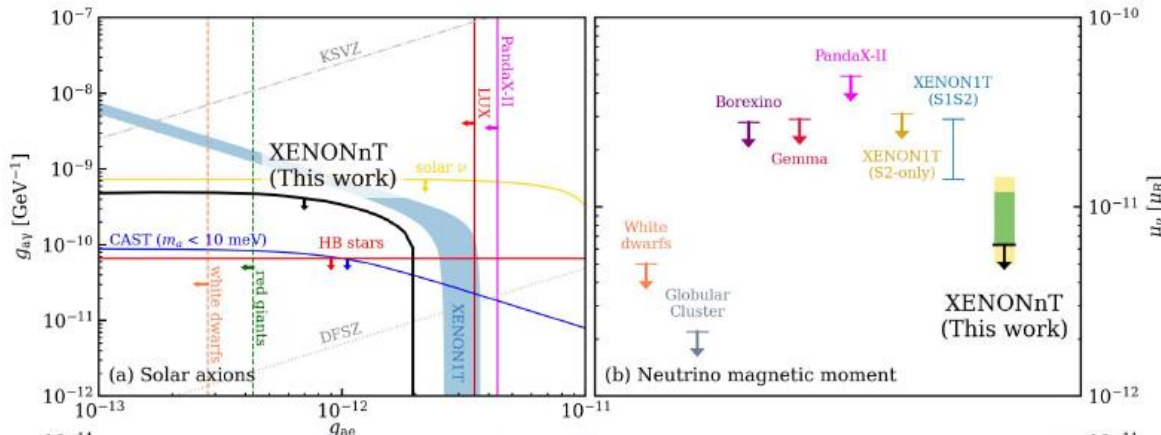 10⁻⁷
10⁻⁸
10⁻⁹
10⁻¹⁰
10⁻¹¹
10⁻¹²
g_aγ [GeV⁻¹]
KSVZ
PandaX-II
LUX
XENONnT
(This work)
solar ν
CAST (mₐ < 10 meV)
HB stars
white dwarfs
red giants
DFSZ
XENON1T
(a) Solar axions
10⁻¹³
10⁻¹²
10⁻¹¹
g_ae
PandaX-II
XENON1T
(S1S2)
Borexino
Gemma
XENON1T
(S2-only)
White
dwarfs
Globular
Cluster
XENONnT
(This work)
(b) Neutrino magnetic moment
10⁻¹⁰
10⁻¹¹
10⁻¹²
μ_ν [μ_B]